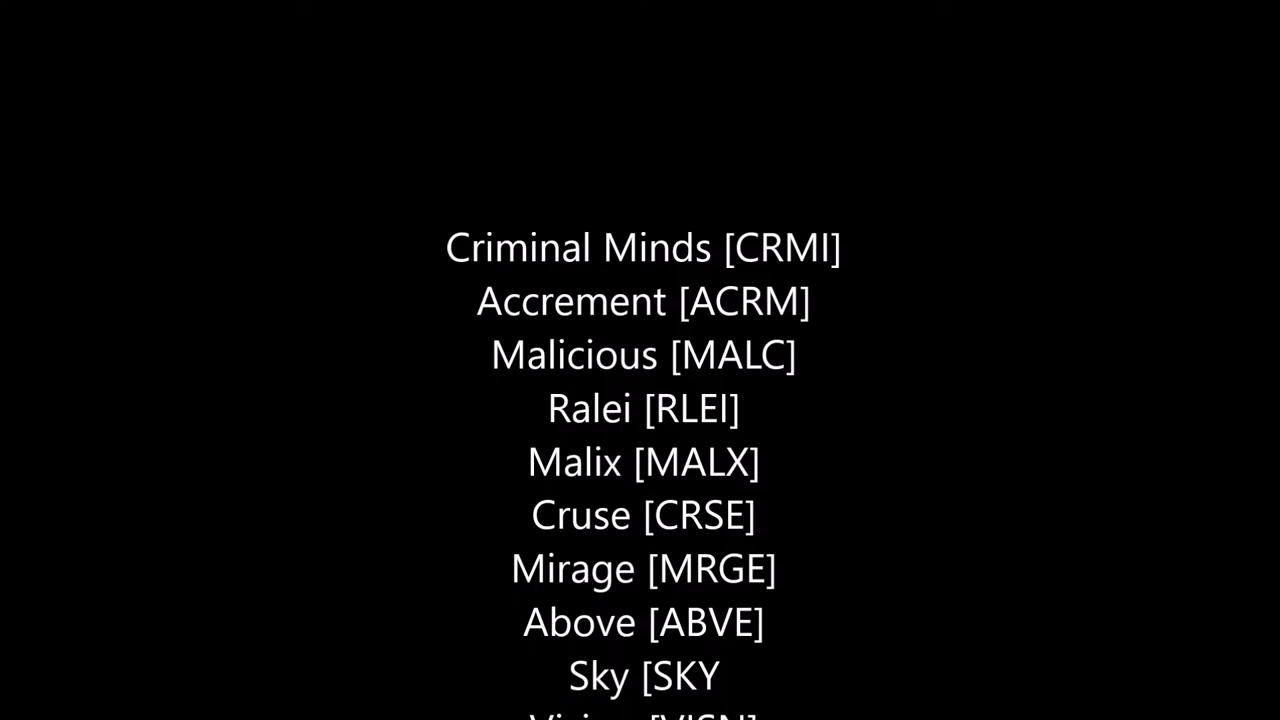 Criminal Minds [CRMI]
Accrement [ACRM]
Malicious [MALC]
Ralei [RLEI]
Malix [MALX]
Cruse [CRSE]
Mirage [MRGE]
Above [ABVE]
Sky [SKY
[VISN]